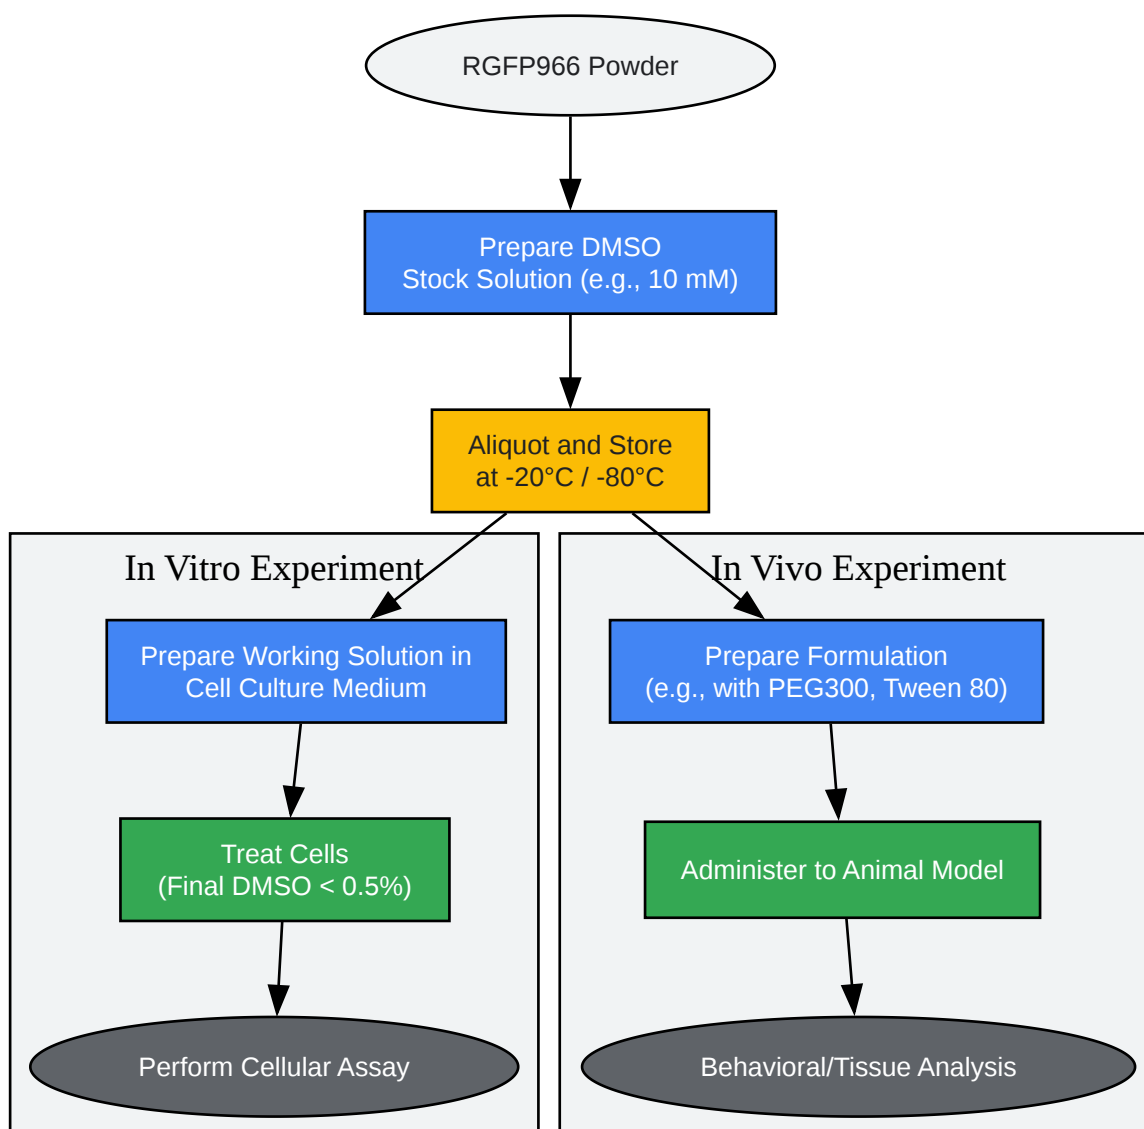 RGFP966 Powder
Prepare DMSO
Stock Solution (e.g., 10 mM)
Aliquot and Store
at -20°C / -80°C
In Vitro Experiment
Prepare Working Solution in
Cell Culture Medium
Treat Cells
(Final DMSO < 0.5%)
Perform Cellular Assay
In Vivo Experiment
Prepare Formulation
(e.g., with PEG300, Tween 80)
Administer to Animal Model
Behavioral/Tissue Analysis